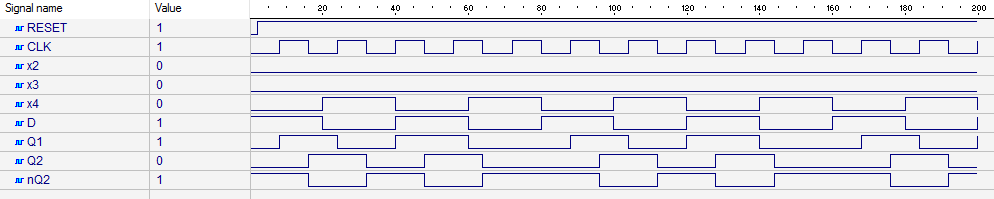 Signal name Value 20 40 60 80 100 120 140 160 180 200
RESET 1
CLK 1
x2 0
x3 0
x4 0
D 1
Q1 1
Q2 0
nQ2 1